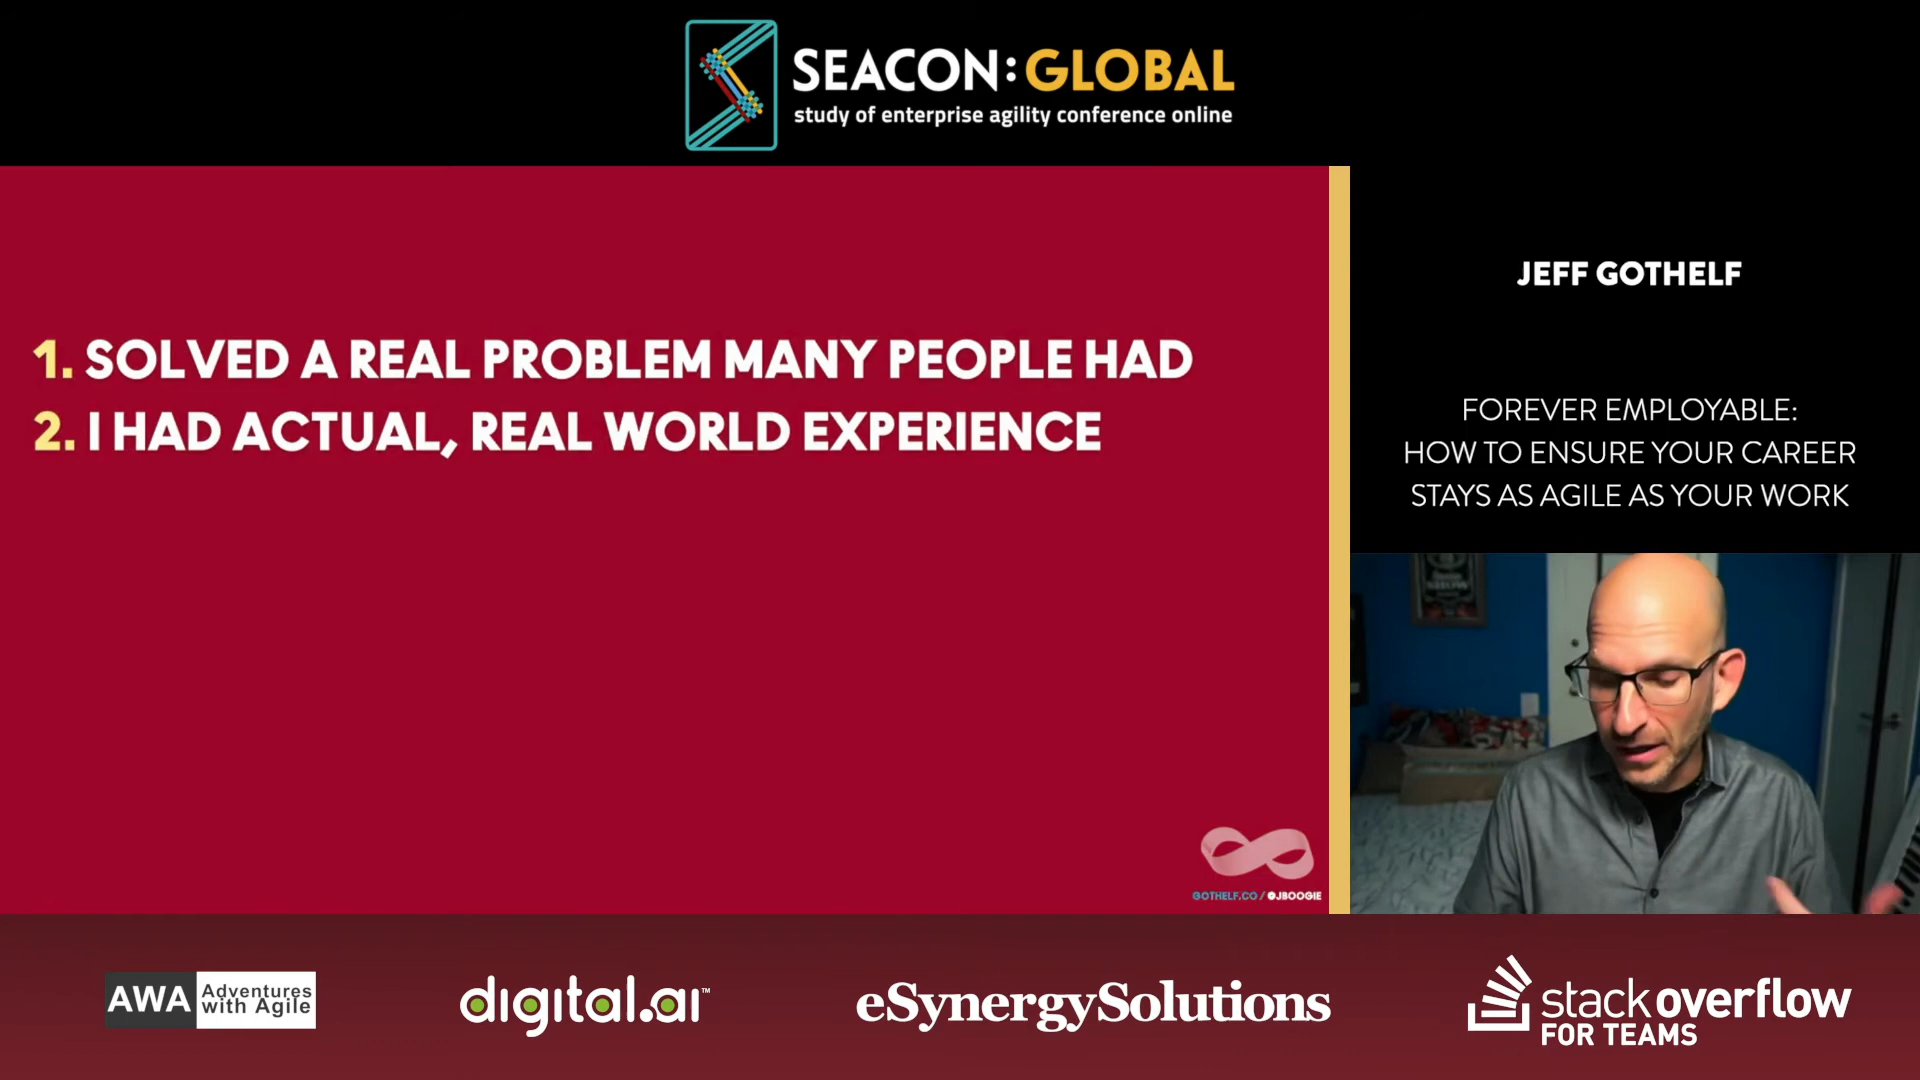 SEACON:GLOBAL
study of enterprise agility conference online
1. SOLVED A REAL PROBLEM MANY PEOPLE HAD
2. I HAD ACTUAL, REAL WORLD EXPERIENCE
GOTHELF.CO / @JBOOGIE
JEFF GOTHELF
FOREVER EMPLOYABLE:
HOW TO ENSURE YOUR CAREER
STAYS AS AGILE AS YOUR WORK
AWA Adventures
with Agile
digital.ai™
eSynergySolutions
stackoverflow
FOR TEAMS